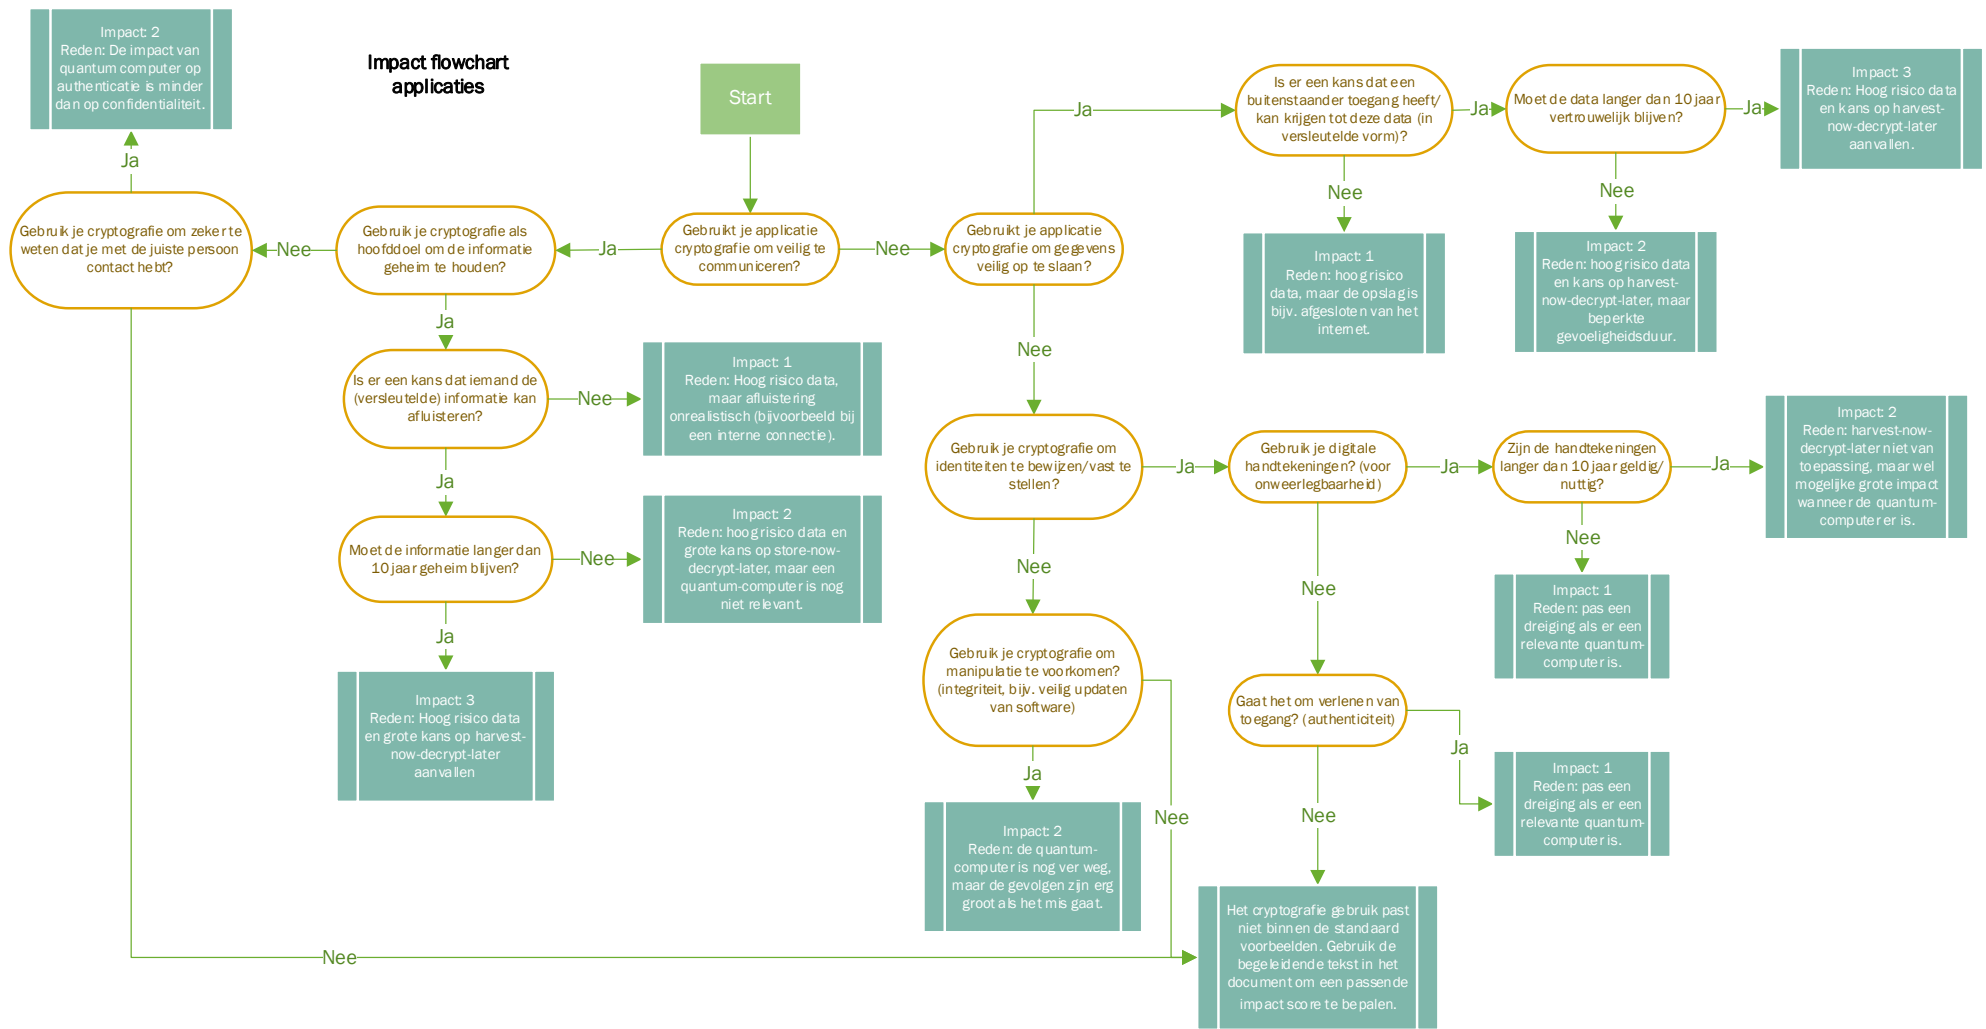 Impact: 2
Reden: De impact van
quantum computer op
authenticatie is minder
dan op confidentialiteit.
Impact flowchart
applicaties
Start
Is er een kans dat een
buitenstaander toegang heeft/
kan krijgen tot deze data (in
versleutelde vorm)?
Moet de data langer dan 10 jaar
vertrouwelijk blijven?
Impact: 3
Reden: Hoog risico data
en kans op harvest-
now-decrypt-later
aanvallen.
Ja
Ja
Ja
Ja
Nee
Nee
Gebruik je cryptografie om zeker te
weten dat je met de juiste persoon
contact hebt?
Nee
Gebruik je cryptografie als
hoofddoel om de informatie
geheim te houden?
Ja
Gebruikt je applicatie
cryptografie om veilig te
communiceren?
Nee
Gebruikt je applicatie
cryptografie om gegevens
veilig op te slaan?
Impact: 1
Reden: hoog risico
data, maar de opslag is
bijv. afgesloten van het
internet.
Impact: 2
Reden: hoog risico data
en kans op harvest-
now-decrypt-later, maar
beperkte
gevoeligheidsduur.
Ja
Nee
Is er een kans dat iemand de
(versleutelde) informatie kan
afluisteren?
Nee
Impact: 1
Reden: Hoog risico data,
maar afluistering
onrealistisch (bijvoorbeeld bij
een interne connectie).
Gebruik je cryptografie om
identiteiten te bewijzen/vast te
stellen?
Ja
Gebruik je digitale
handtekeningen? (voor
onweerlegbaarheid)
Ja
Zijn de handtekeningen
langer dan 10 jaar geldig/
nuttig?
Ja
Impact: 2
Reden: harvest-now-
decrypt-later niet van
toepassing, maar wel
mogelijke grote impact
wanneer de quantum-
computer er is.
Ja
Moet de informatie langer dan
10 jaar geheim blijven?
Nee
Impact: 2
Reden: hoog risico data en
grote kans op store-now-
decrypt-later, maar een
quantum-computer is nog
niet relevant.
Nee
Nee
Nee
Impact: 1
Reden: pas een
dreiging als er een
relevante quantum-
computer is.
Ja
Impact: 3
Reden: Hoog risico data
en grote kans op harvest-
now-decrypt-later
aanvallen
Gebruik je cryptografie om
manipulatie te voorkomen?
(integriteit, bijv. veilig updaten
van software)
Gaat het om verlenen van
toegang? (authenticiteit)
Ja
Impact: 1
Reden: pas een
dreiging als er een
relevante quantum-
computer is.
Ja
Nee
Nee
Impact: 2
Reden: de quantum-
computer is nog ver weg,
maar de gevolgen zijn erg
groot als het mis gaat.
Nee
Het cryptografie gebruik past
niet binnen de standaard
voorbeelden. Gebruik de
begeleidende tekst in het
document om een passende
impact score te bepalen.